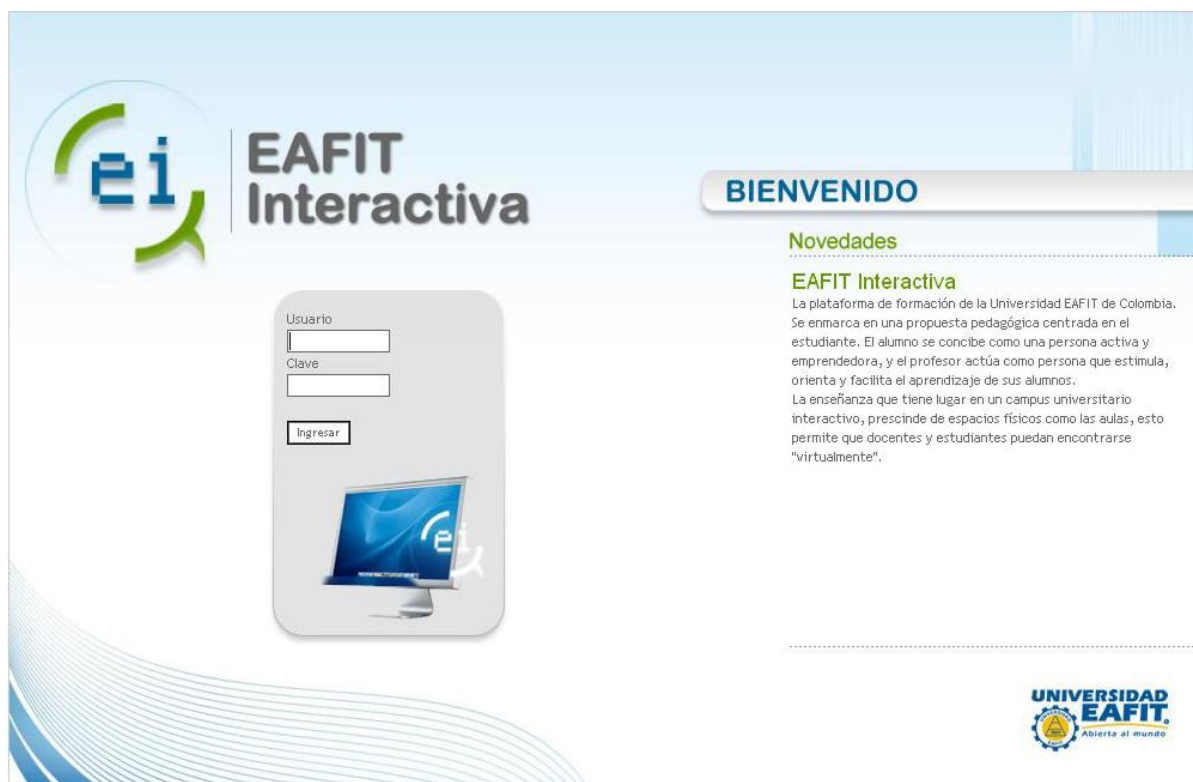 ei
EAFIT
Interactiva
BIENVENIDO
Novedades
EAFIT Interactiva
La plataforma de formación de la Universidad EAFIT de Colombia.
Se enmarca en una propuesta pedagógica centrada en el
estudiante. El alumno se concibe como una persona activa y
emprendedora, y el profesor actúa como persona que estimula,
orienta y facilita el aprendizaje de sus alumnos.
La enseñanza que tiene lugar en un campus universitario
interactivo, prescinde de espacios físicos como las aulas, esto
permite que docentes y estudiantes puedan encontrarse
"virtualmente".
Usuario
Clave
Ingresar
ei
UNIVERSIDAD
EAFIT
Abierta al mundo